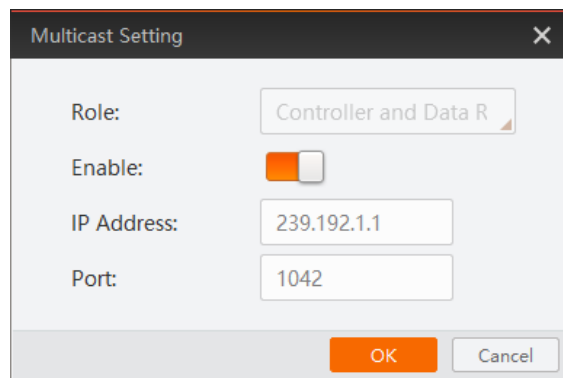 Multicast Setting
Role: Controller and Data R
Enable:
IP Address: 239.192.1.1
Port: 1042
OK Cancel